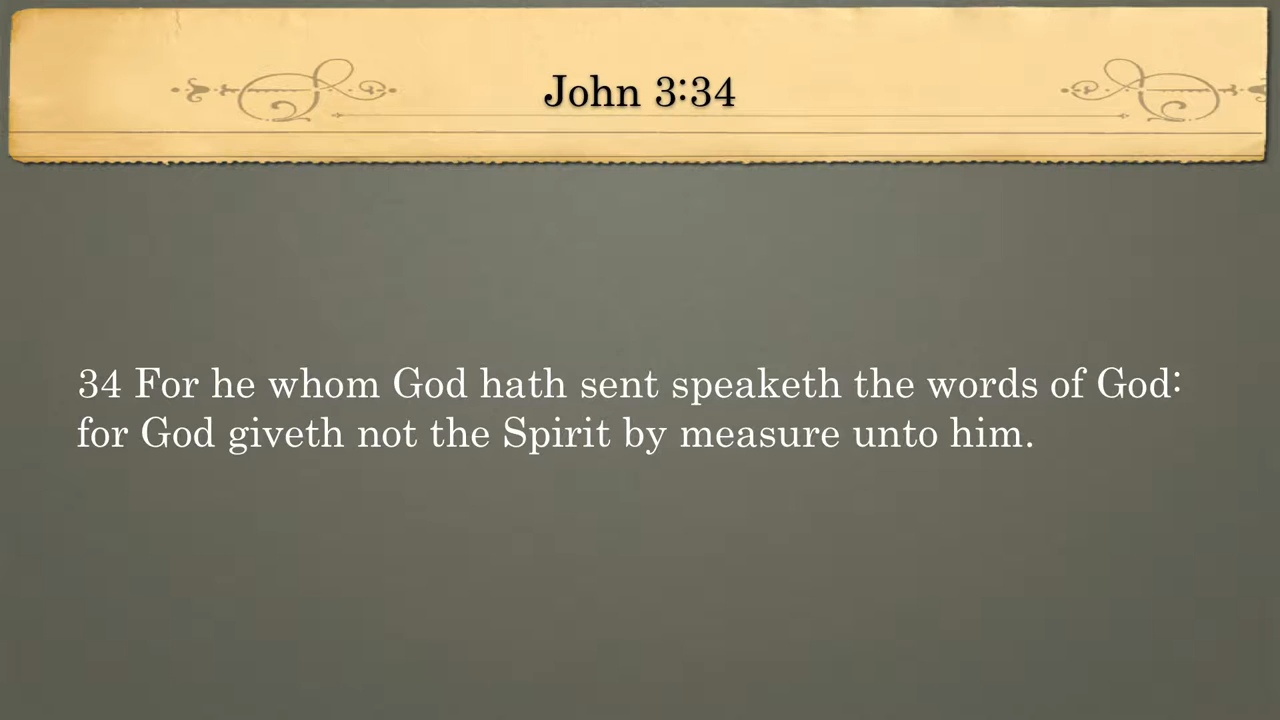 John 3:34
34 For he whom God hath sent speaketh the words of God:
for God giveth not the Spirit by measure unto him.